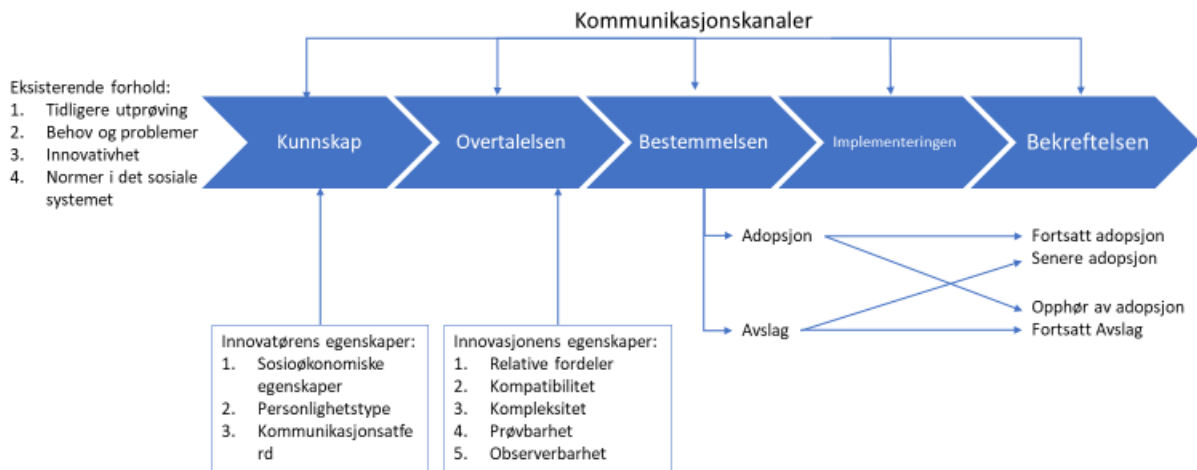 Kommunikasjonskanaler
Eksisterende forhold:
1. Tidligere utprøving
2. Behov og problemer
3. Innovativhet
4. Normer i det sosiale
systemet
Kunnskap
Overtalelsen
Bestemmelsen
Implementeringen
Bekreftelsen
Adopsjon
Avslag
Fortsatt adopsjon
Senere adopsjon
Opphør av adopsjon
Fortsatt Avslag
Innovatørens egenskaper:
1. Sosioøkonomiske
egenskaper
2. Personlighetstype
3. Kommunikasjonsatfe
rd
Innovasjonens egenskaper:
1. Relative fordeler
2. Kompatibilitet
3. Kompleksitet
4. Prøvbarhet
5. Observerbarhet